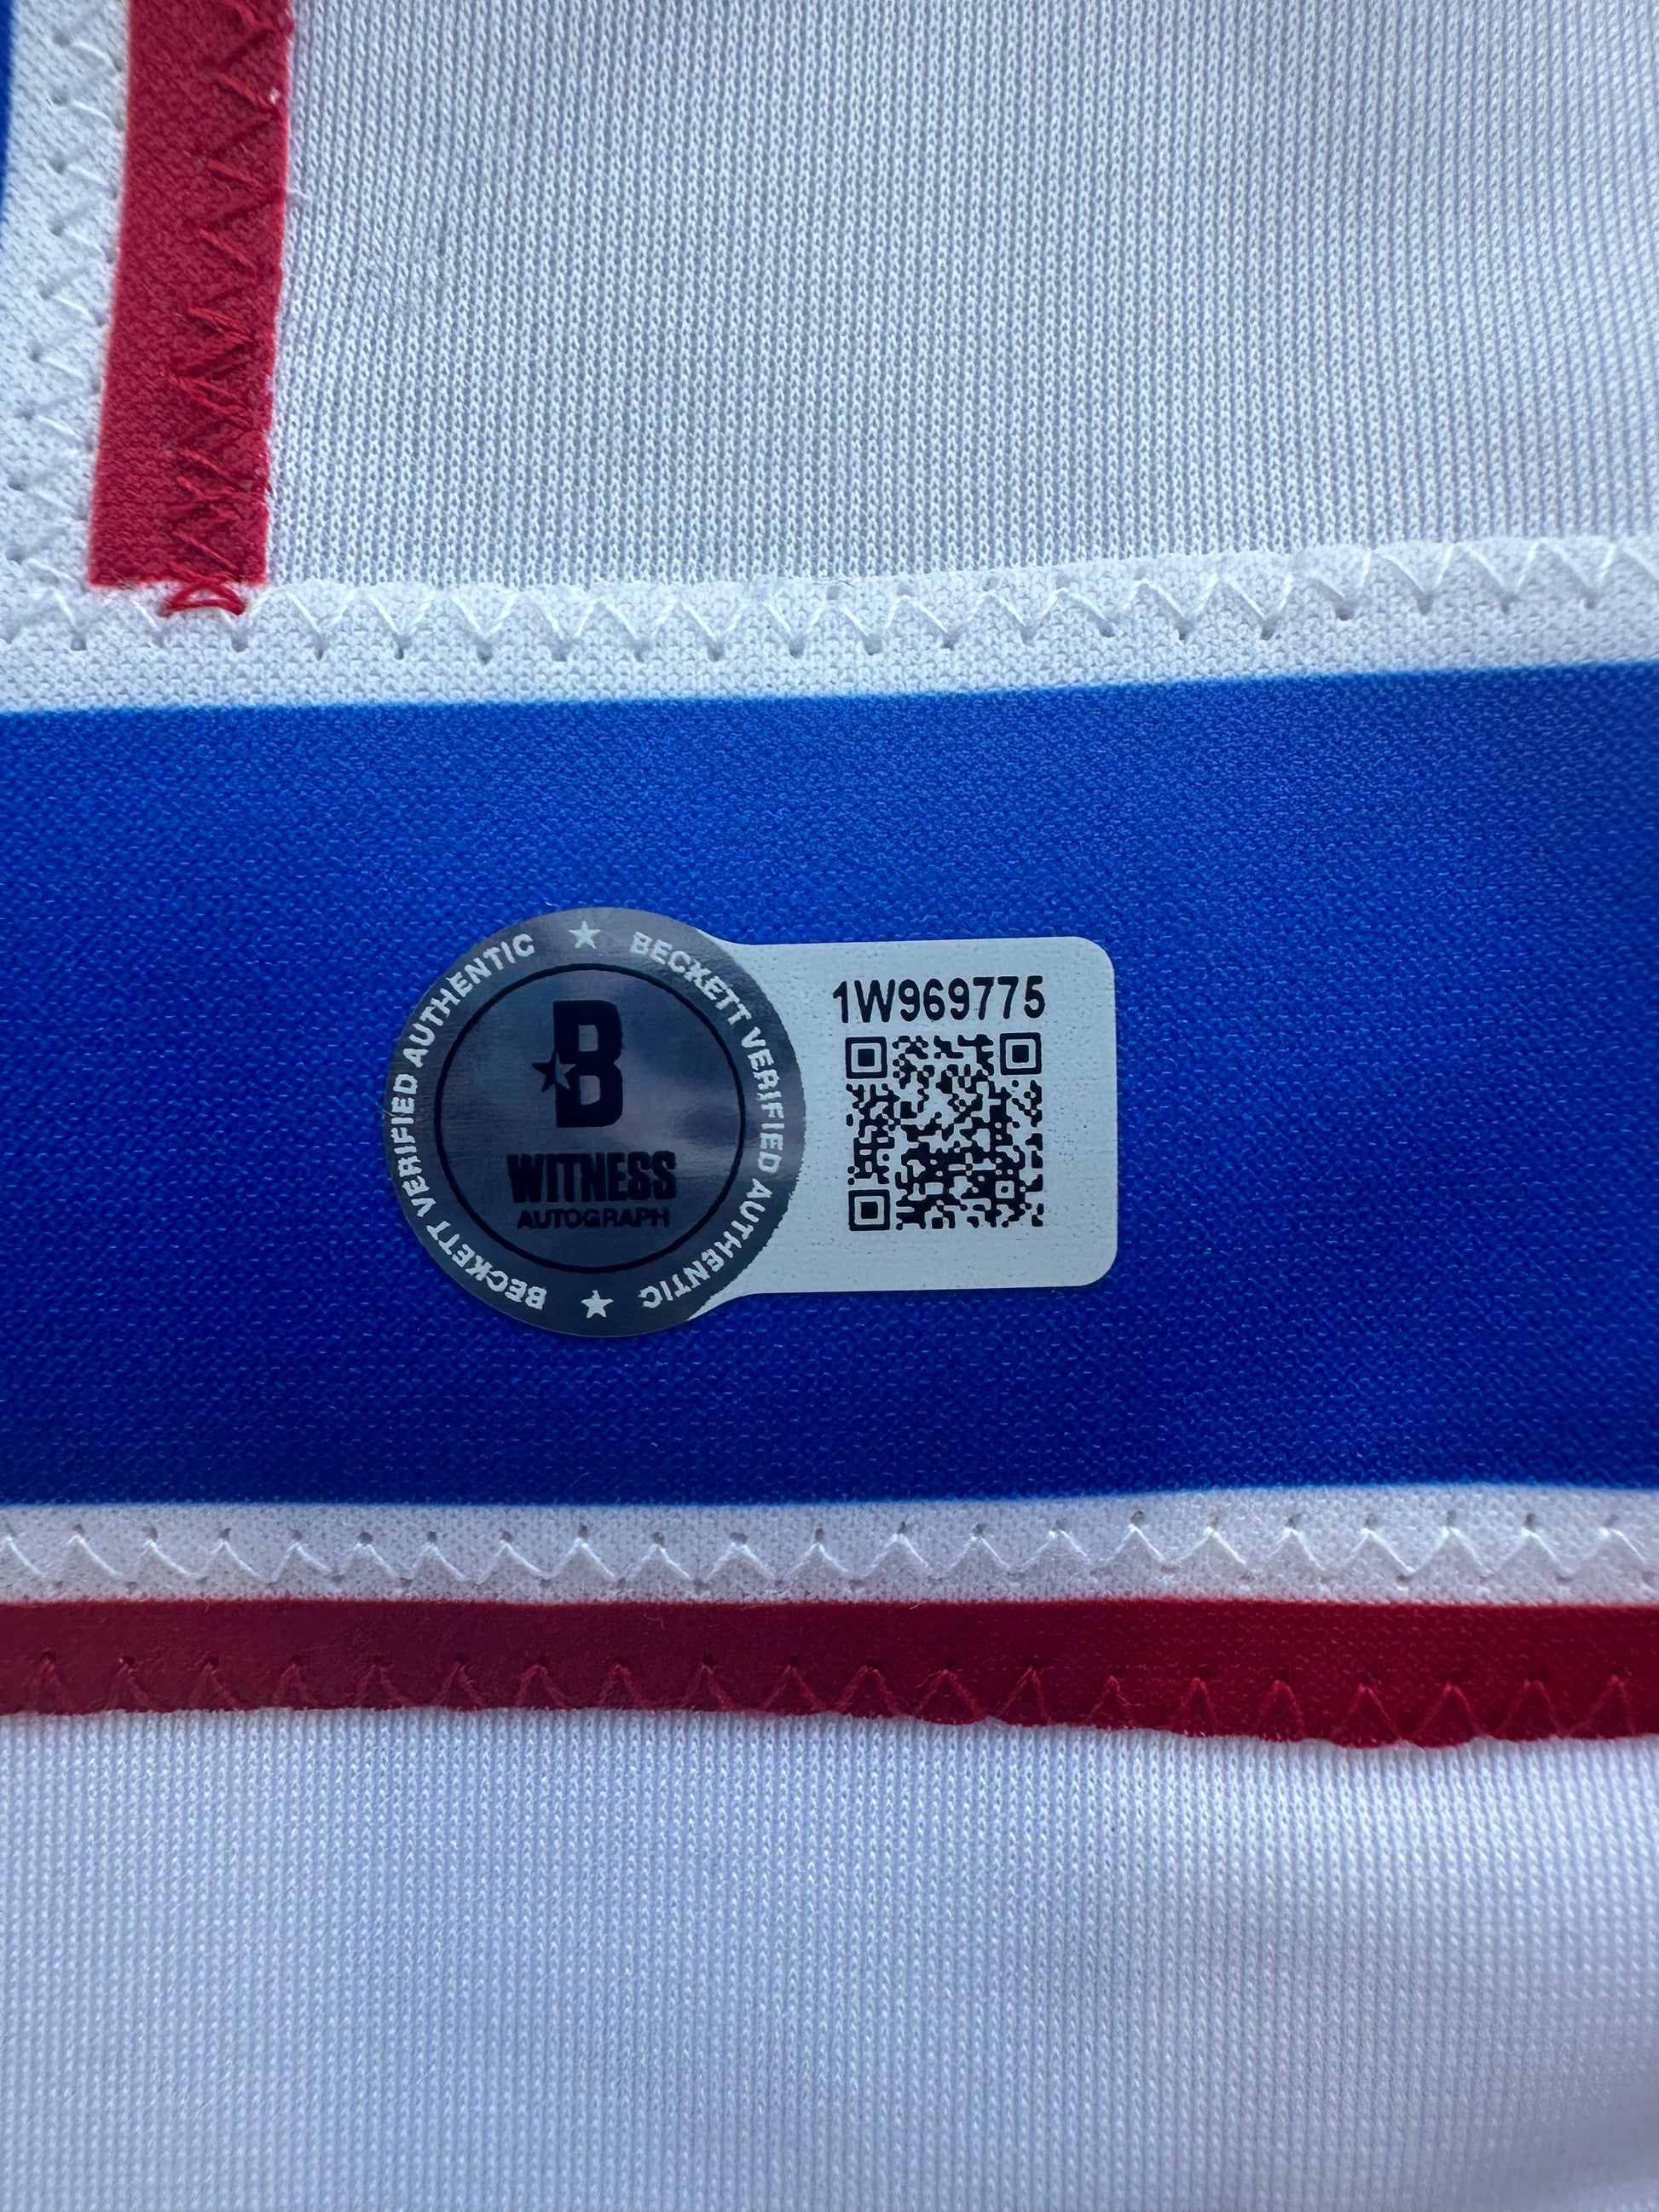 BECKETT VERIFIED AUTHENTIC ★ BECKETT VERIFIED AUTHENTIC ★
B
WITNESS
AUTOGRAPH
1W969775